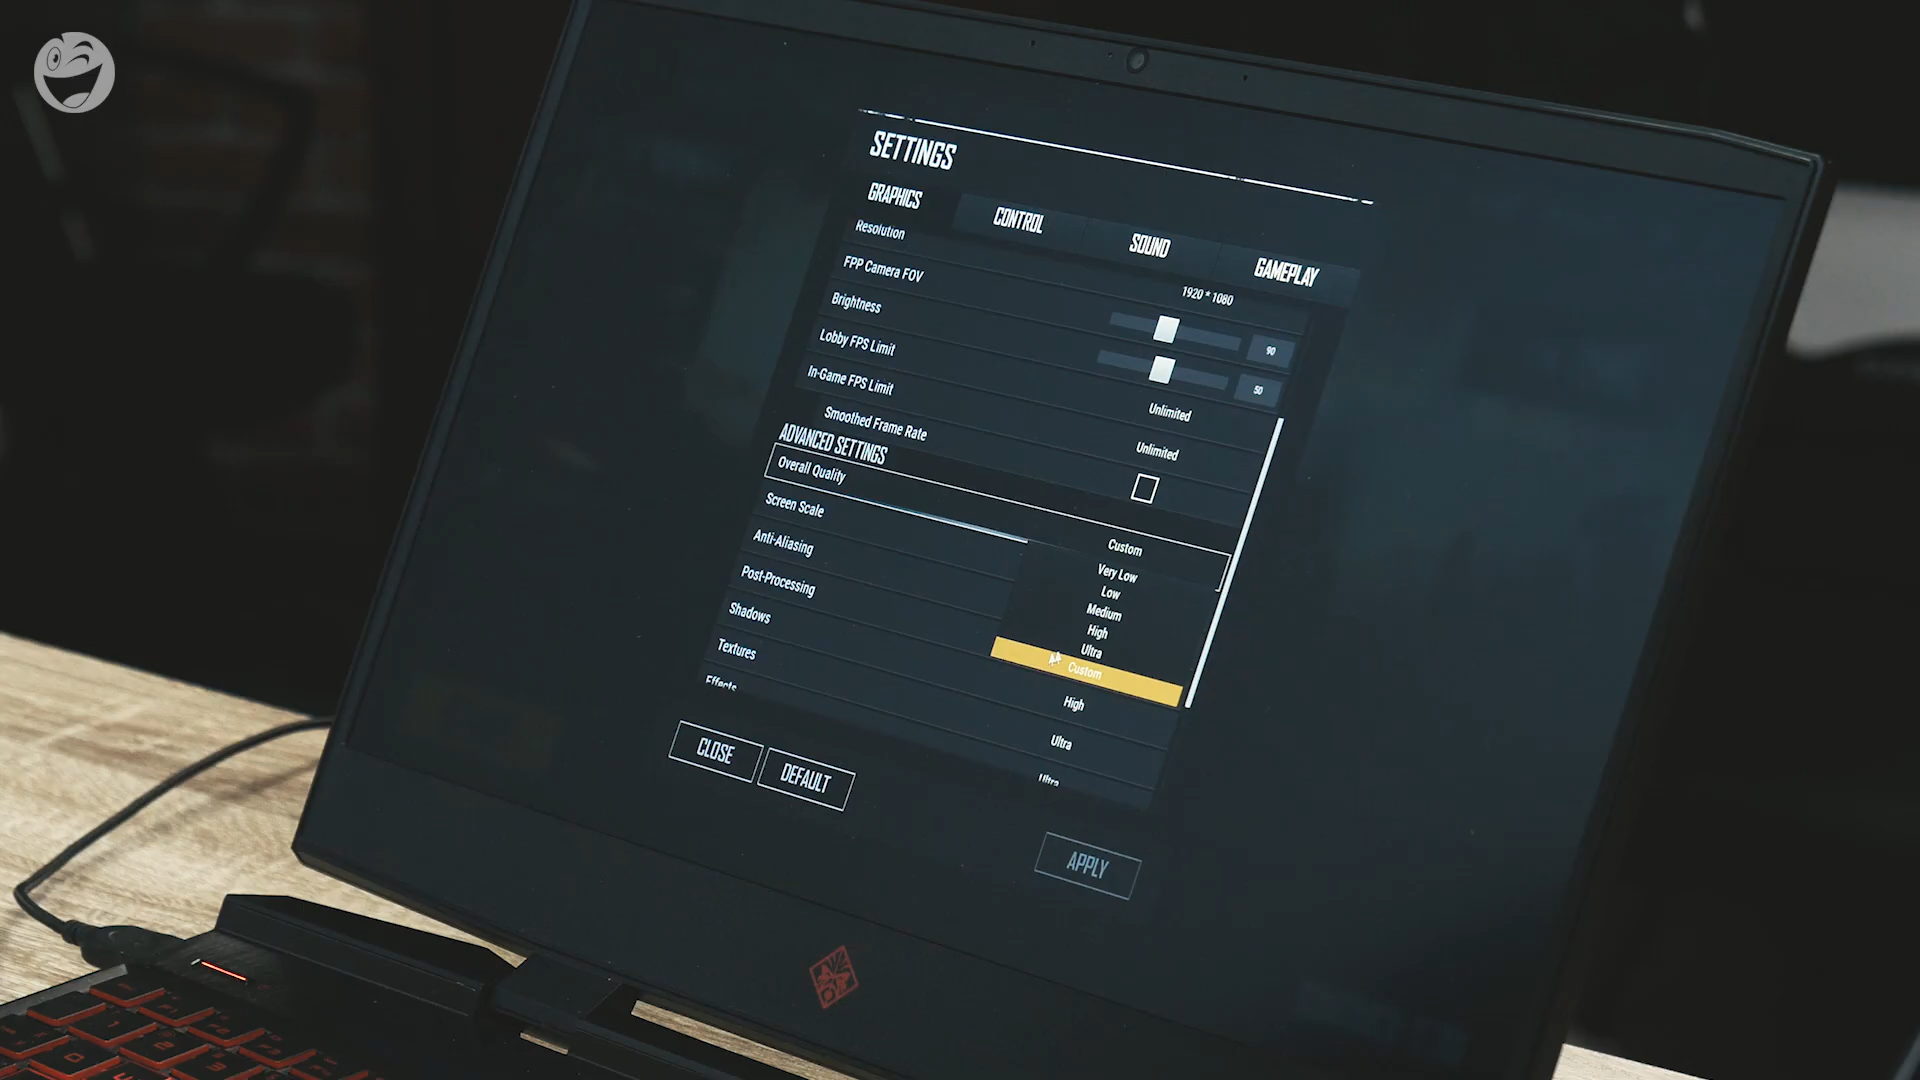 SETTINGS
GRAPHICS
CONTROL
SOUND
GAMEPLAY
Resolution
1920 * 1080
FPP Camera FOV
90
Brightness
50
Lobby FPS Limit
Unlimited
In-Game FPS Limit
Unlimited
Smoothed Frame Rate
ADVANCED SETTINGS
Overall Quality
Custom
Very Low
Low
Medium
High
Ultra
Custom
Screen Scale
Anti-Aliasing
Post-Processing
Shadows
High
Textures
Ultra
Effects
Ultra
CLOSE
DEFAULT
APPLY